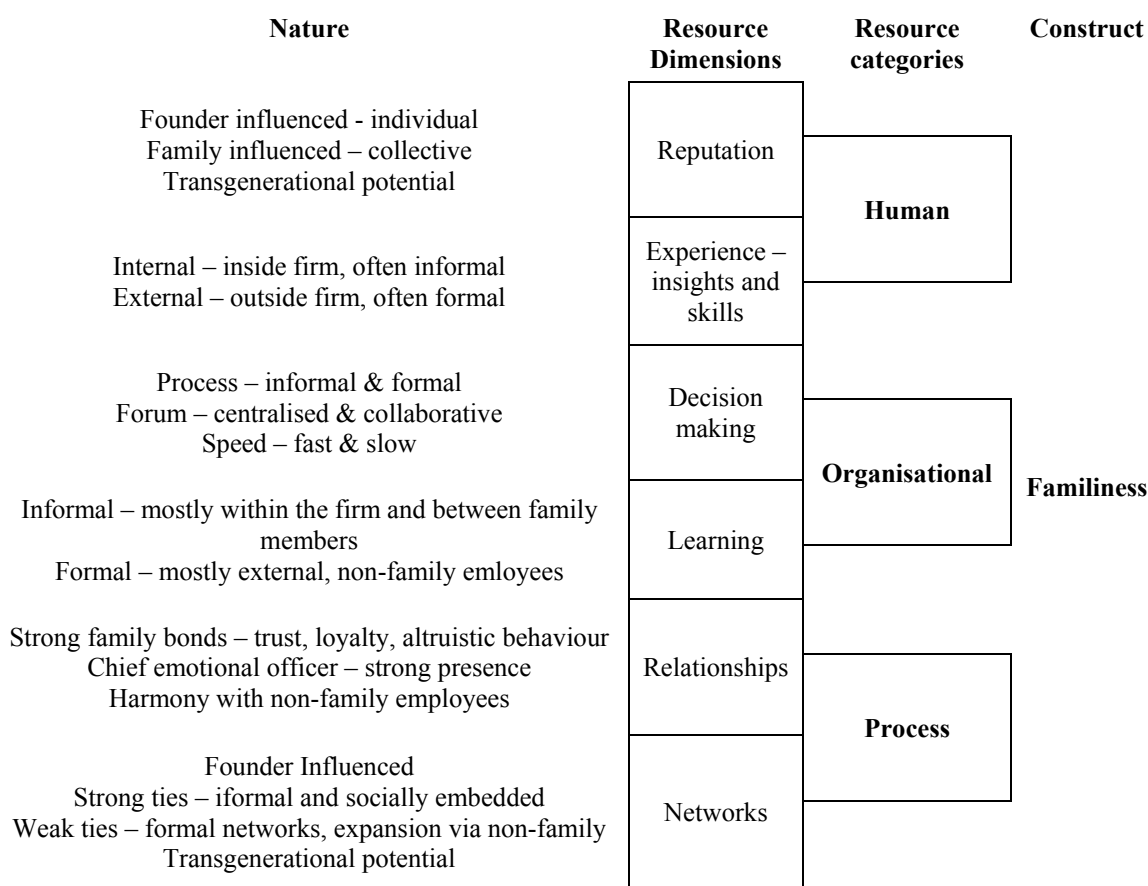 Nature
Resource
Dimensions
Resource
categories
Construct
Founder influenced - individual
Family influenced – collective
Transgenerational potential
Reputation
Human
Internal – inside firm, often informal
External – outside firm, often formal
Experience –
insights and
skills
Process – informal & formal
Forum – centralised & collaborative
Speed – fast & slow
Decision
making
Organisational
Familiness
Informal – mostly within the firm and between family
members
Formal – mostly external, non-family emloyees
Learning
Strong family bonds – trust, loyalty, altruistic behaviour
Chief emotional officer – strong presence
Harmony with non-family employees
Relationships
Process
Founder Influenced
Strong ties – iformal and socially embedded
Weak ties – formal networks, expansion via non-family
Transgenerational potential
Networks